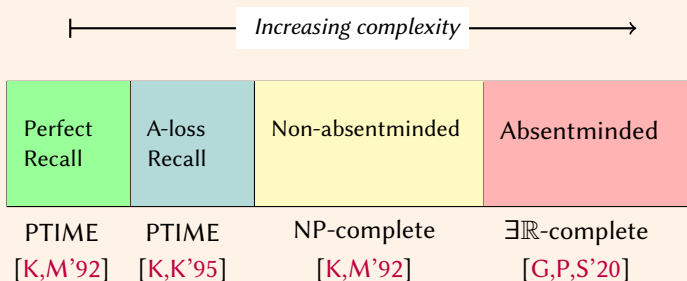 Increasing complexity
Perfect
Recall
A-loss
Recall
Non-absentminded
Absentminded
PTIME
PTIME
NP-complete
∃ℝ-complete
[K,M'92]
[K,K'95]
[K,M'92]
[G,P,S'20]